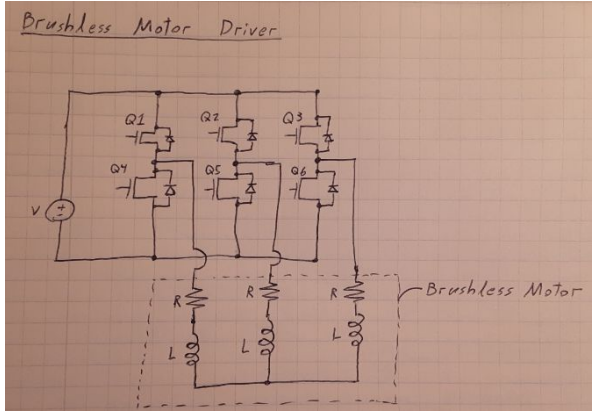 Brushless Motor Driver
Q1 Q2 Q3
Q4 Q5 Q6
V + -
R R R
Brushless Motor
L L L